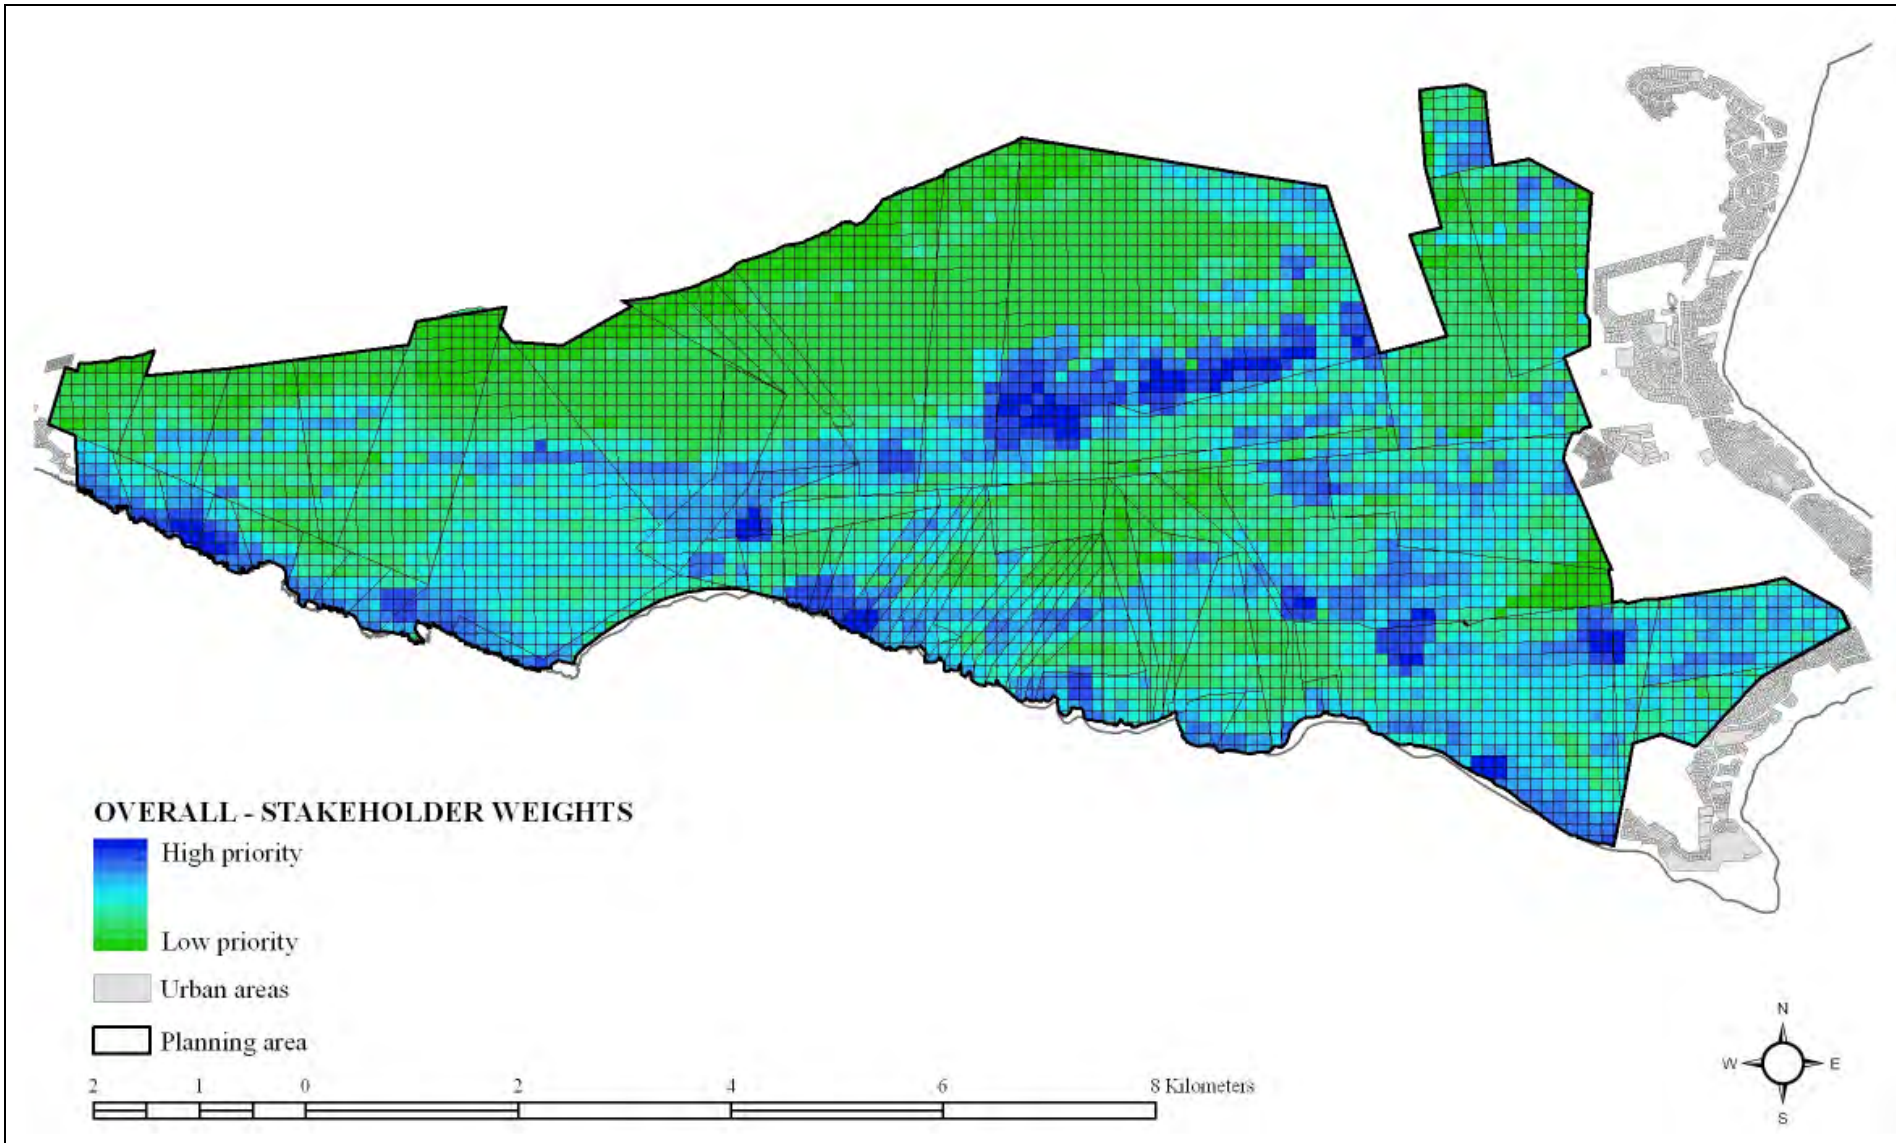 OVERALL - STAKEHOLDER WEIGHTS
High priority
Low priority
Urban areas
Planning area
2 1 0 2 4 6 8 Kilometers
N
W E
S